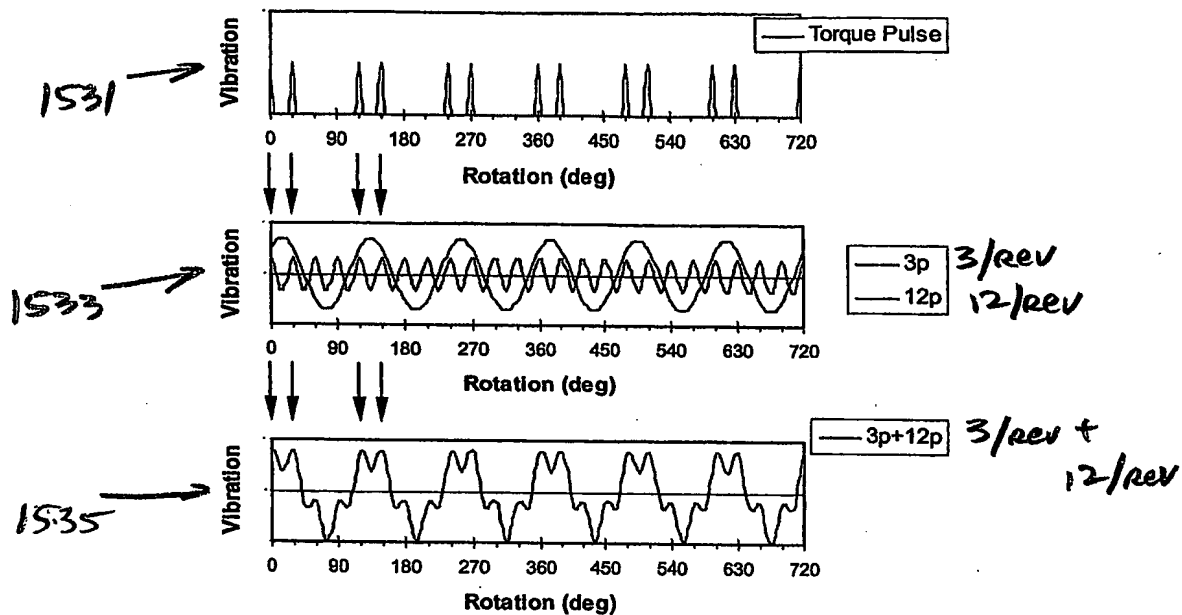 Torque Pulse
Vibration
1531
0 90 180 270 360 450 540 630 720
Rotation (deg)
Vibration
1533
3p 3/Rev
12p 12/Rev
0 90 180 270 360 450 540 630 720
Rotation (deg)
Vibration
1535
3p+12p 3/Rev +
12/Rev
0 90 180 270 360 450 540 630 720
Rotation (deg)